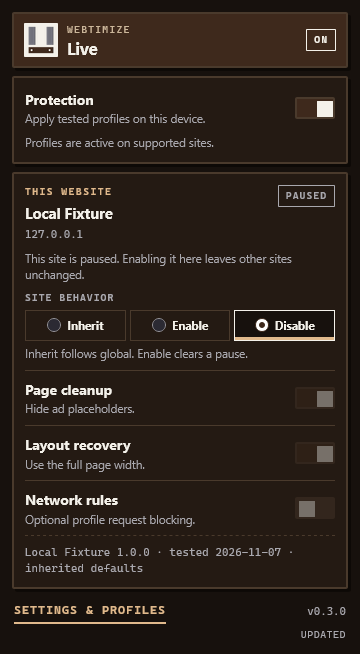 WEBTIMIZE
Live
ON
Protection
Apply tested profiles on this device.
Profiles are active on supported sites.
THIS WEBSITE
PAUSED
Local Fixture
127.0.0.1
This site is paused. Enabling it here leaves other sites
unchanged.
SITE BEHAVIOR
Inherit
Enable
Disable
Inherit follows global. Enable clears a pause.
Page cleanup
Hide ad placeholders.
Layout recovery
Use the full page width.
Network rules
Optional profile request blocking.
Local Fixture 1.0.0 · tested 2026-11-07 ·
inherited defaults
SETTINGS & PROFILES
v0.3.0
UPDATED